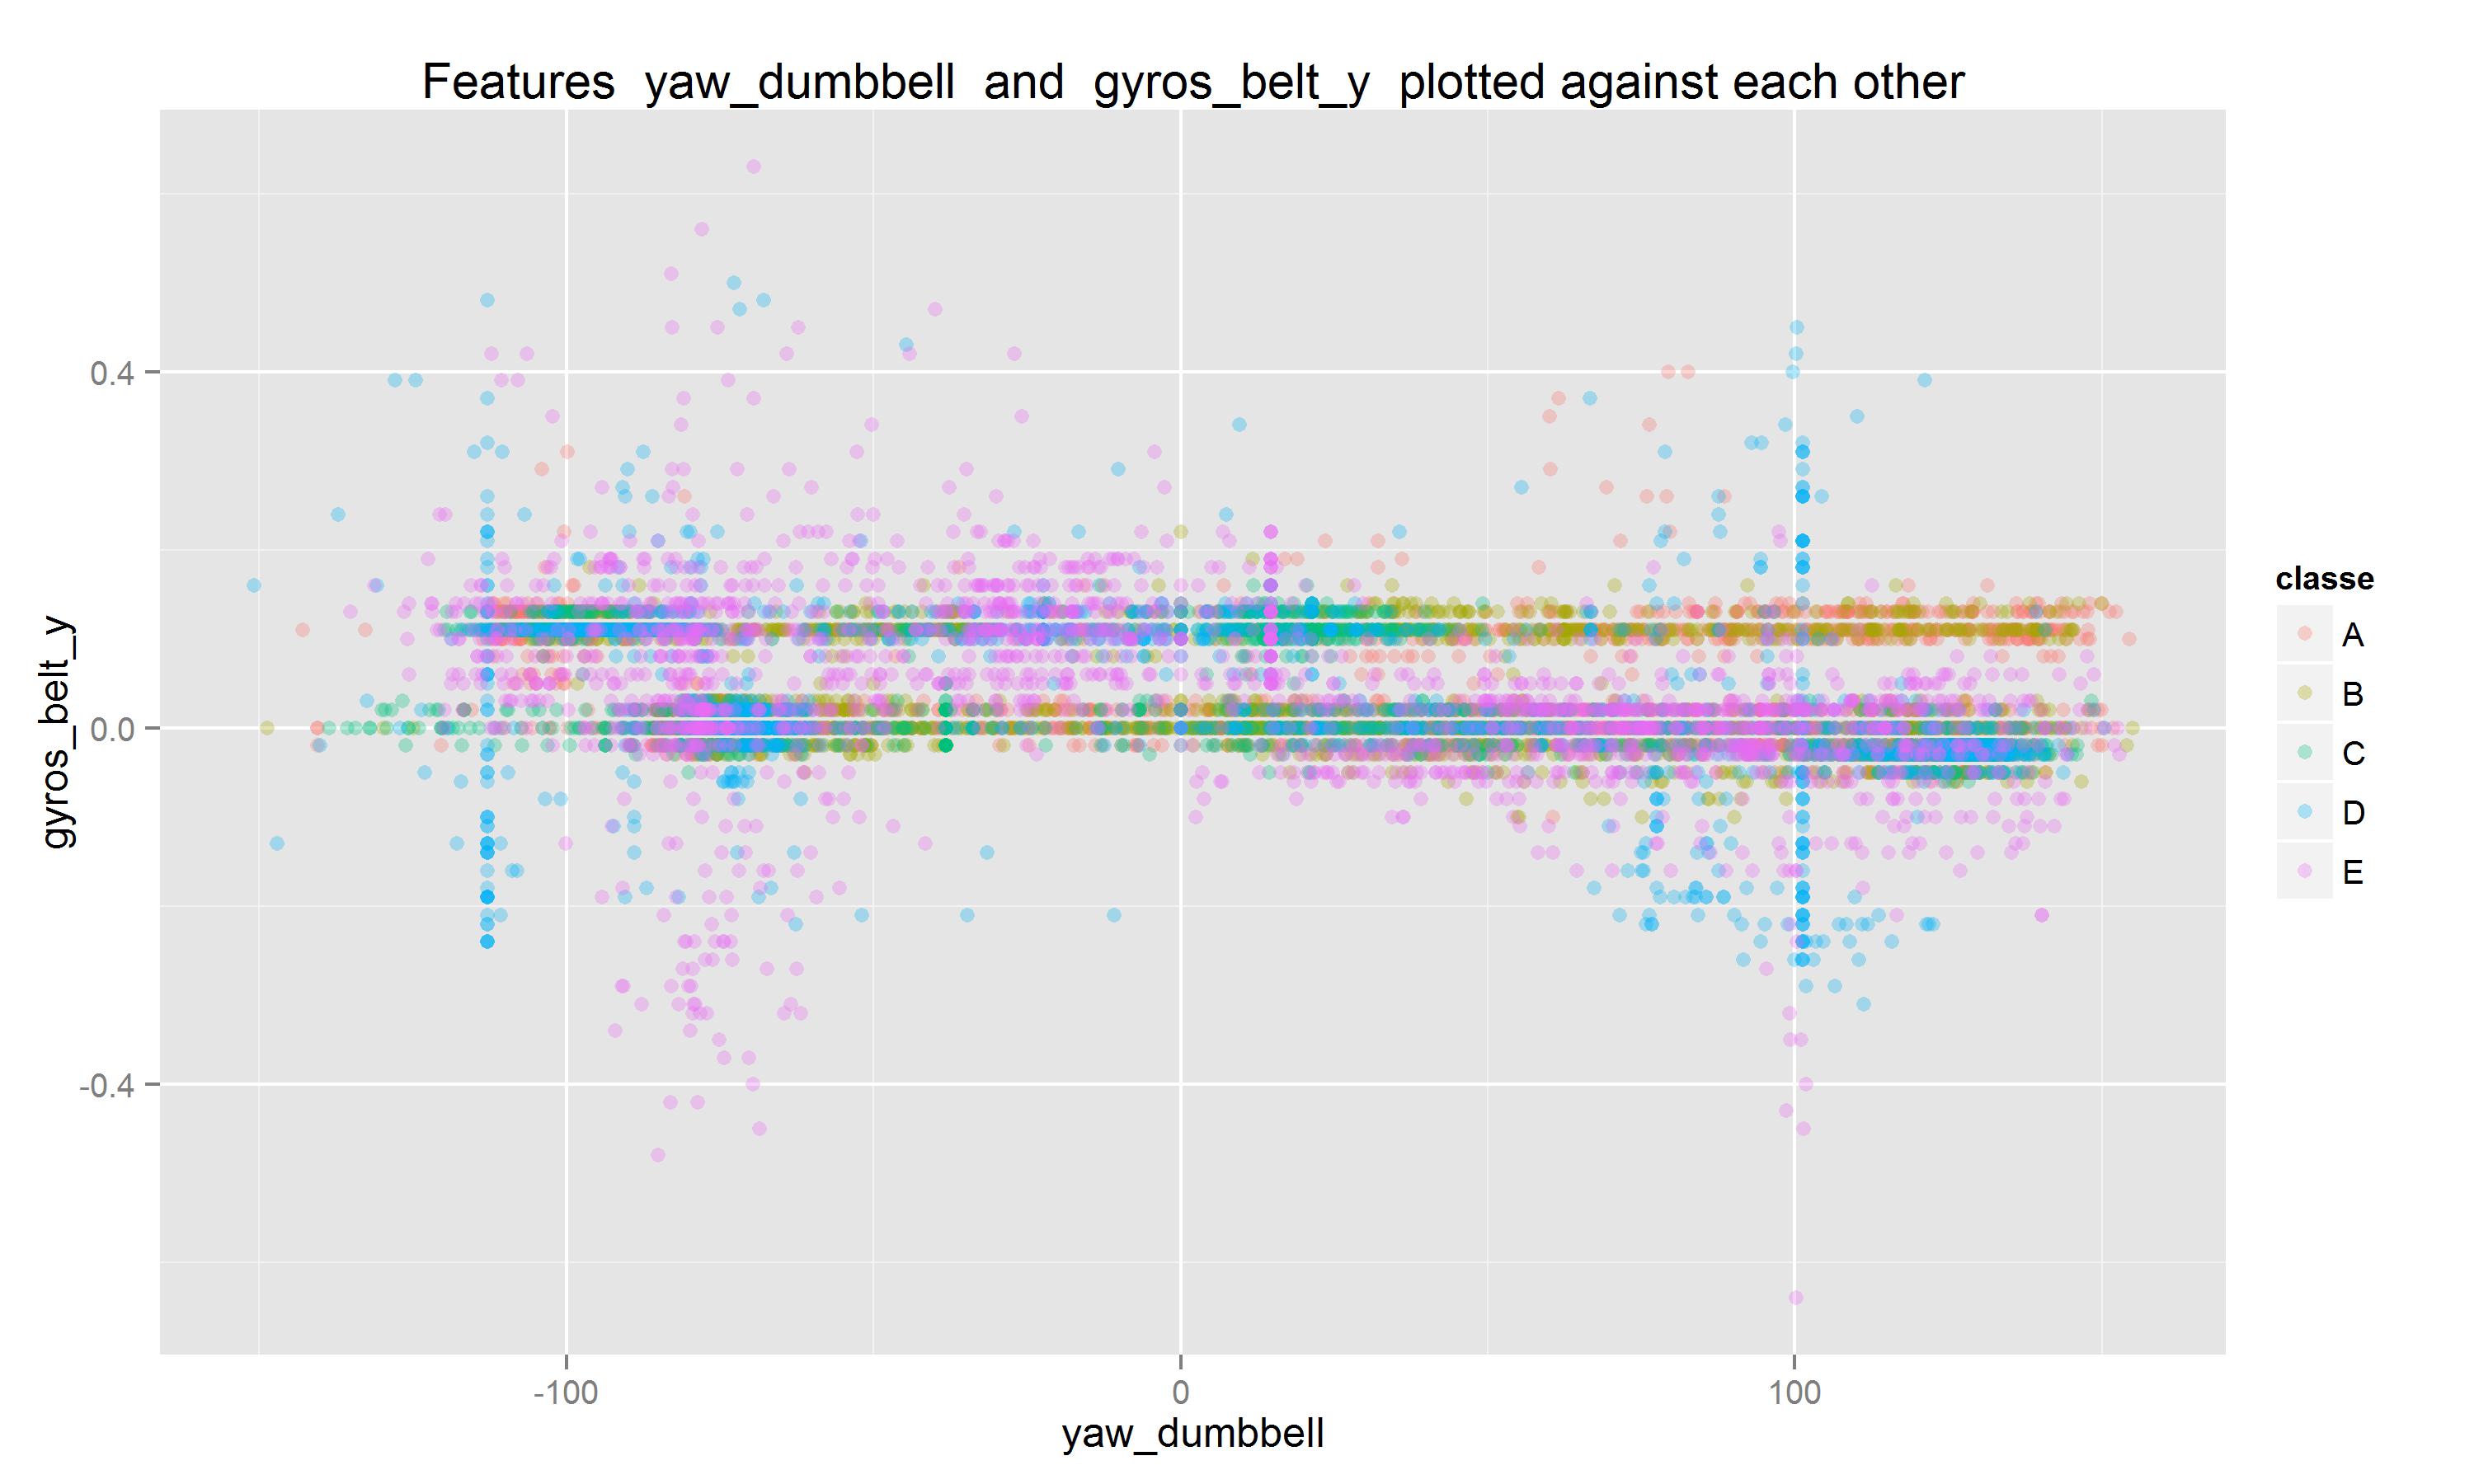 Features yaw_dumbbell and gyros_belt_y plotted against each other
gyros_belt_y
0.4
0.0
-0.4
-100
0
100
yaw_dumbbell
classe
A
B
C
D
E